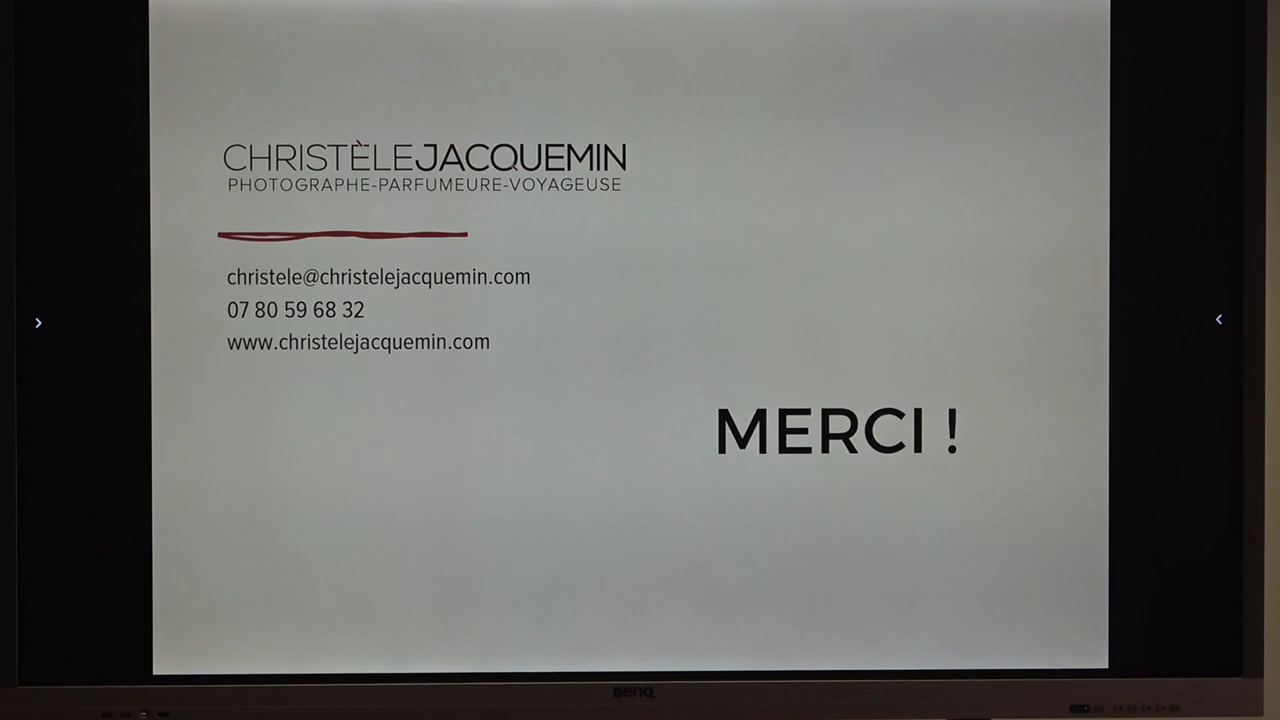 CHRISTÈLEJACQUEMIN
PHOTOGRAPHE-PARFUMEURE-VOYAGEUSE
christele@christelejacquemin.com
07 80 59 68 32
www.christelejacquemin.com
MERCI !
BenQ